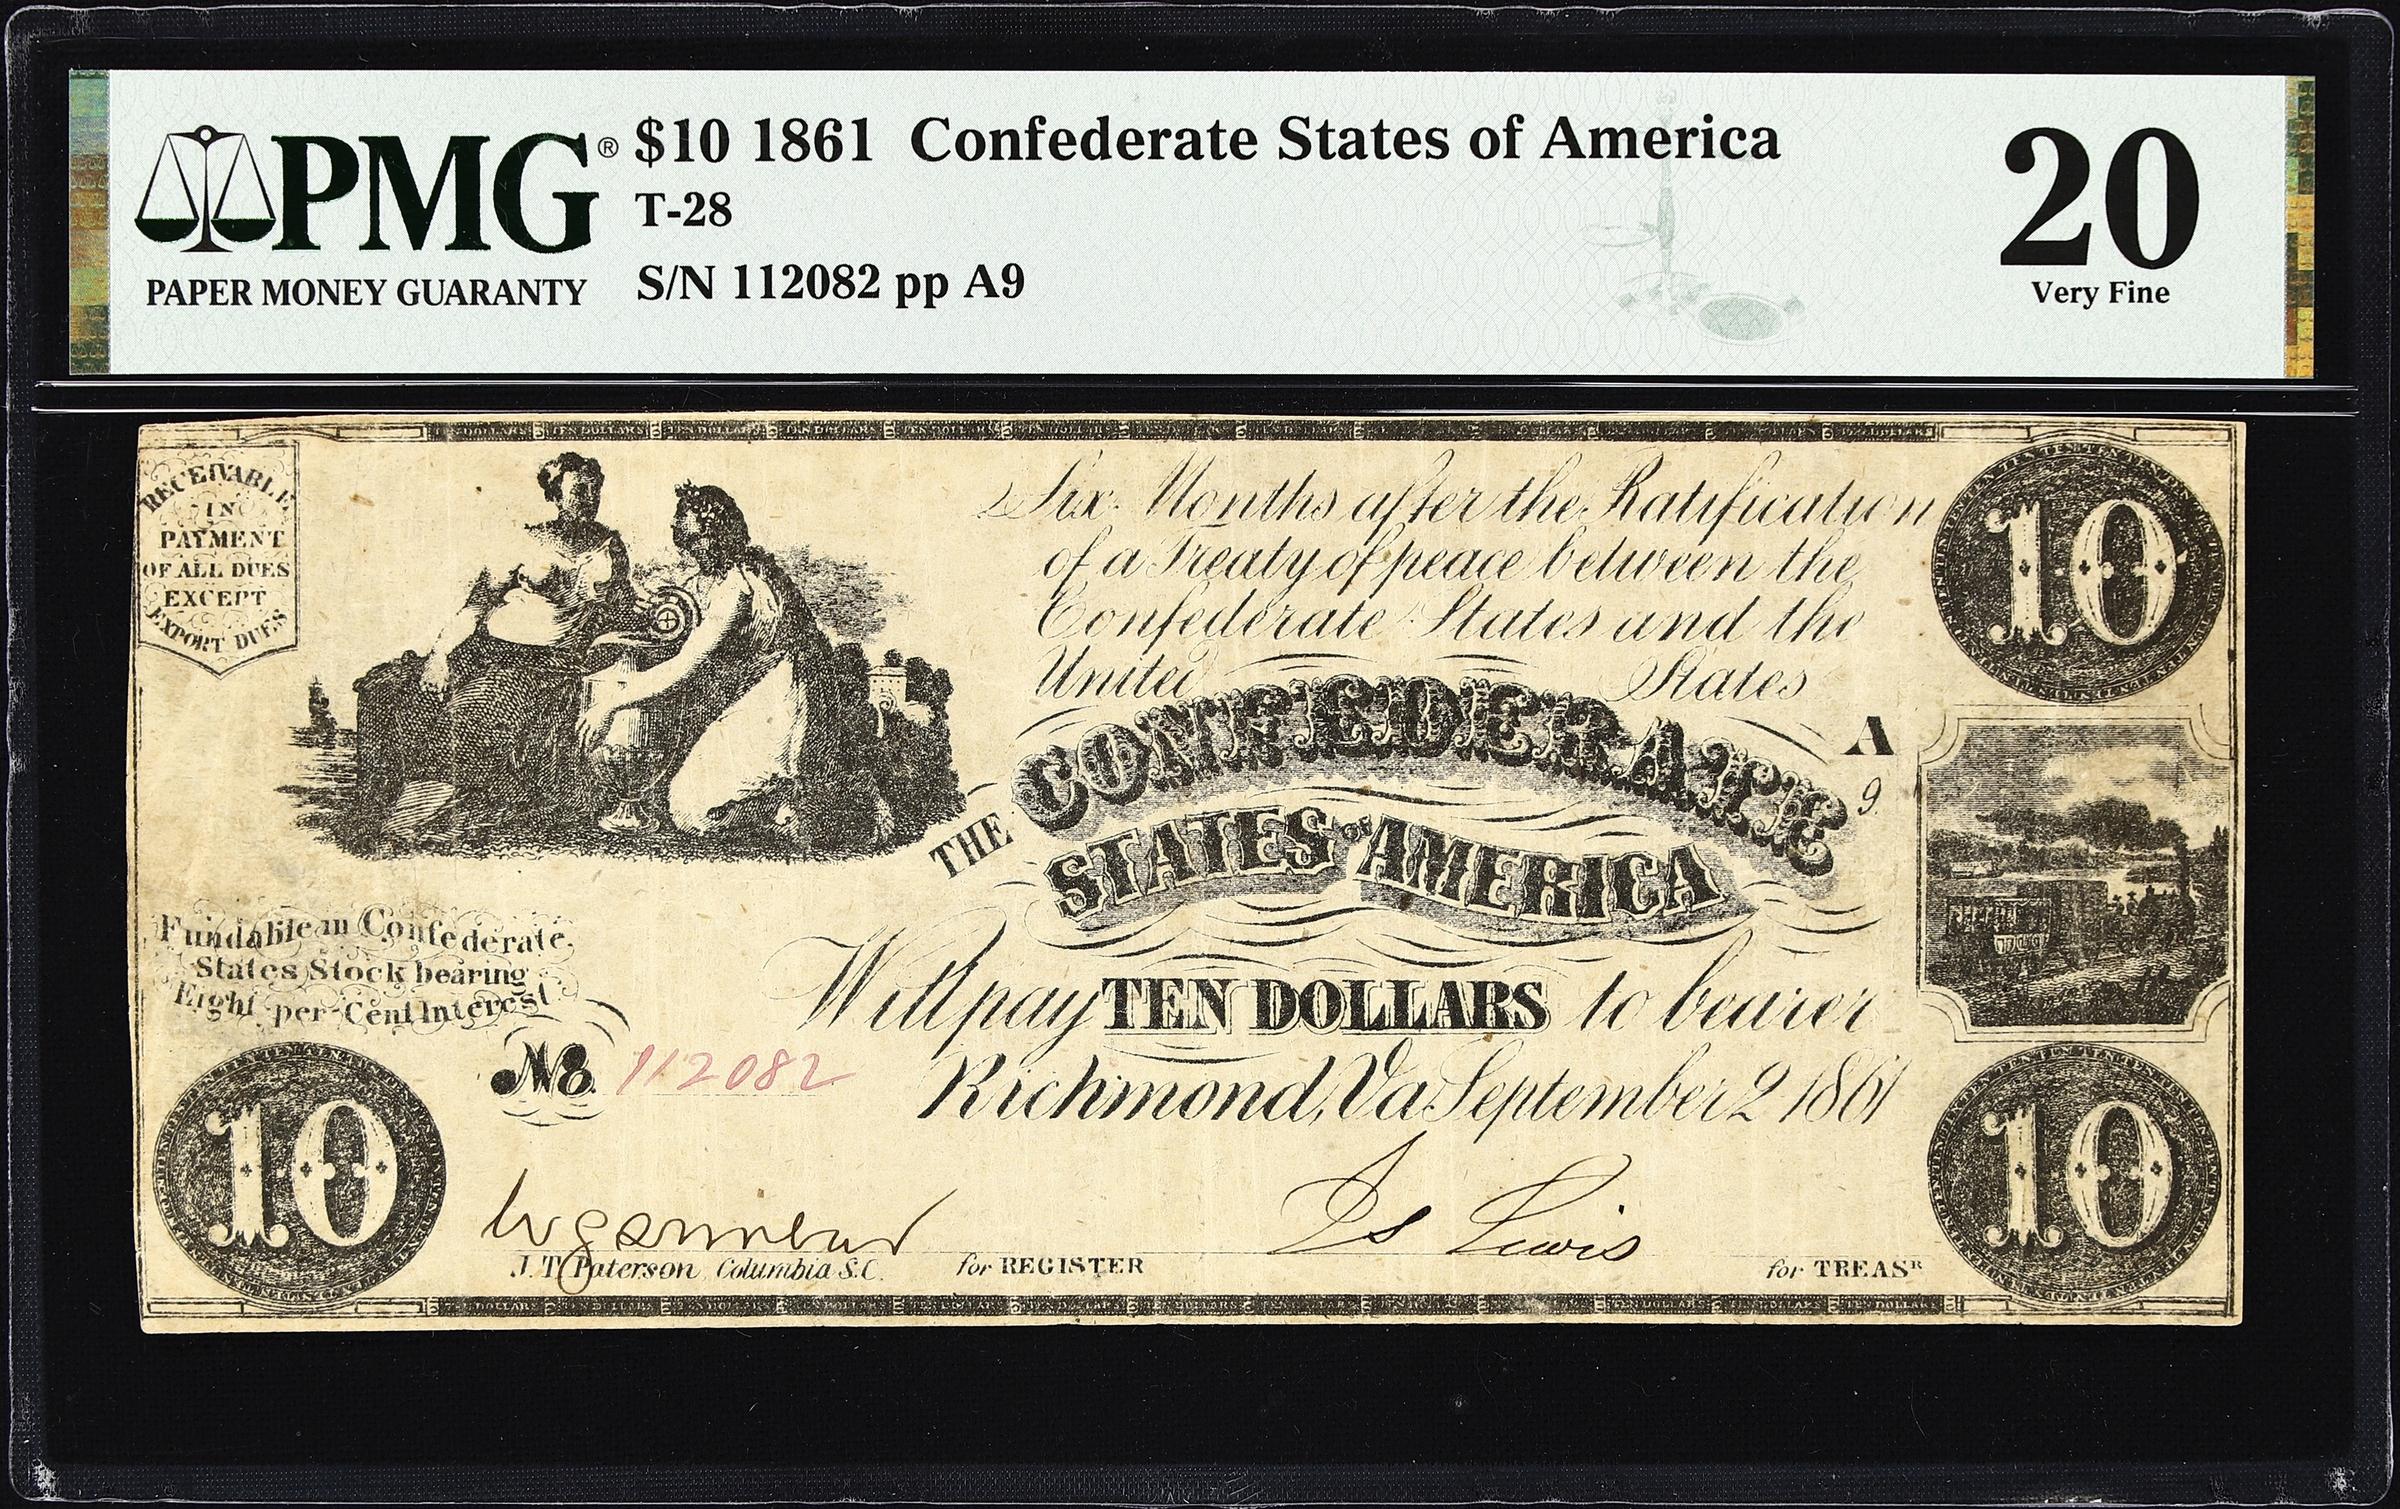 PMG® $10 1861 Confederate States of America
T-28
S/N 112082 pp A9
PAPER MONEY GUARANTY
20
Very Fine
RECEIVABLE
IN
PAYMENT
OF ALL DUES
EXCEPT
EXPORT DUES
Six Months after the Ratification
of a Treaty of peace between the
Confederate States and the
United States
10
A
9
THE CONFEDERATE
STATES OF AMERICA
Fundable in Confederate
States Stock bearing
Eight per Cent Interest
Will pay TEN DOLLARS to bearer
No. 112082
Richmond, Va September 2 1861
10
10
Js Lewis
J. T. Paterson, Columbia S.C. for REGISTER for TREASR